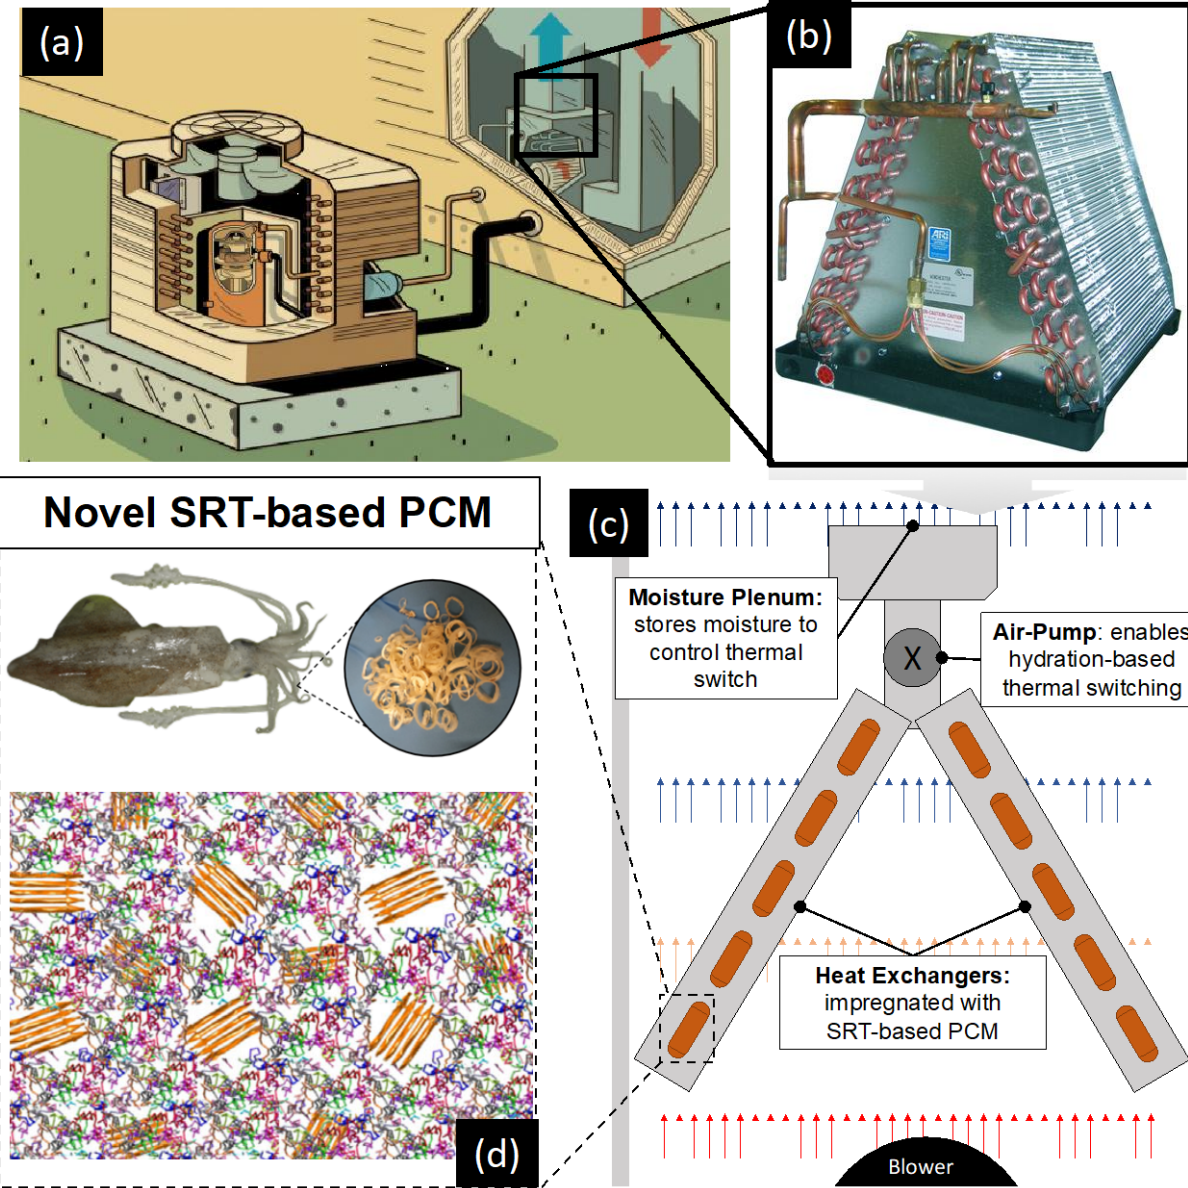 (a)
(b)
ARI
Novel SRT-based PCM
(c)
Moisture Plenum:
stores moisture to
control thermal
switch
Air-Pump: enables
hydration-based
thermal switching
X
Heat Exchangers:
impregnated with
SRT-based PCM
(d)
Blower